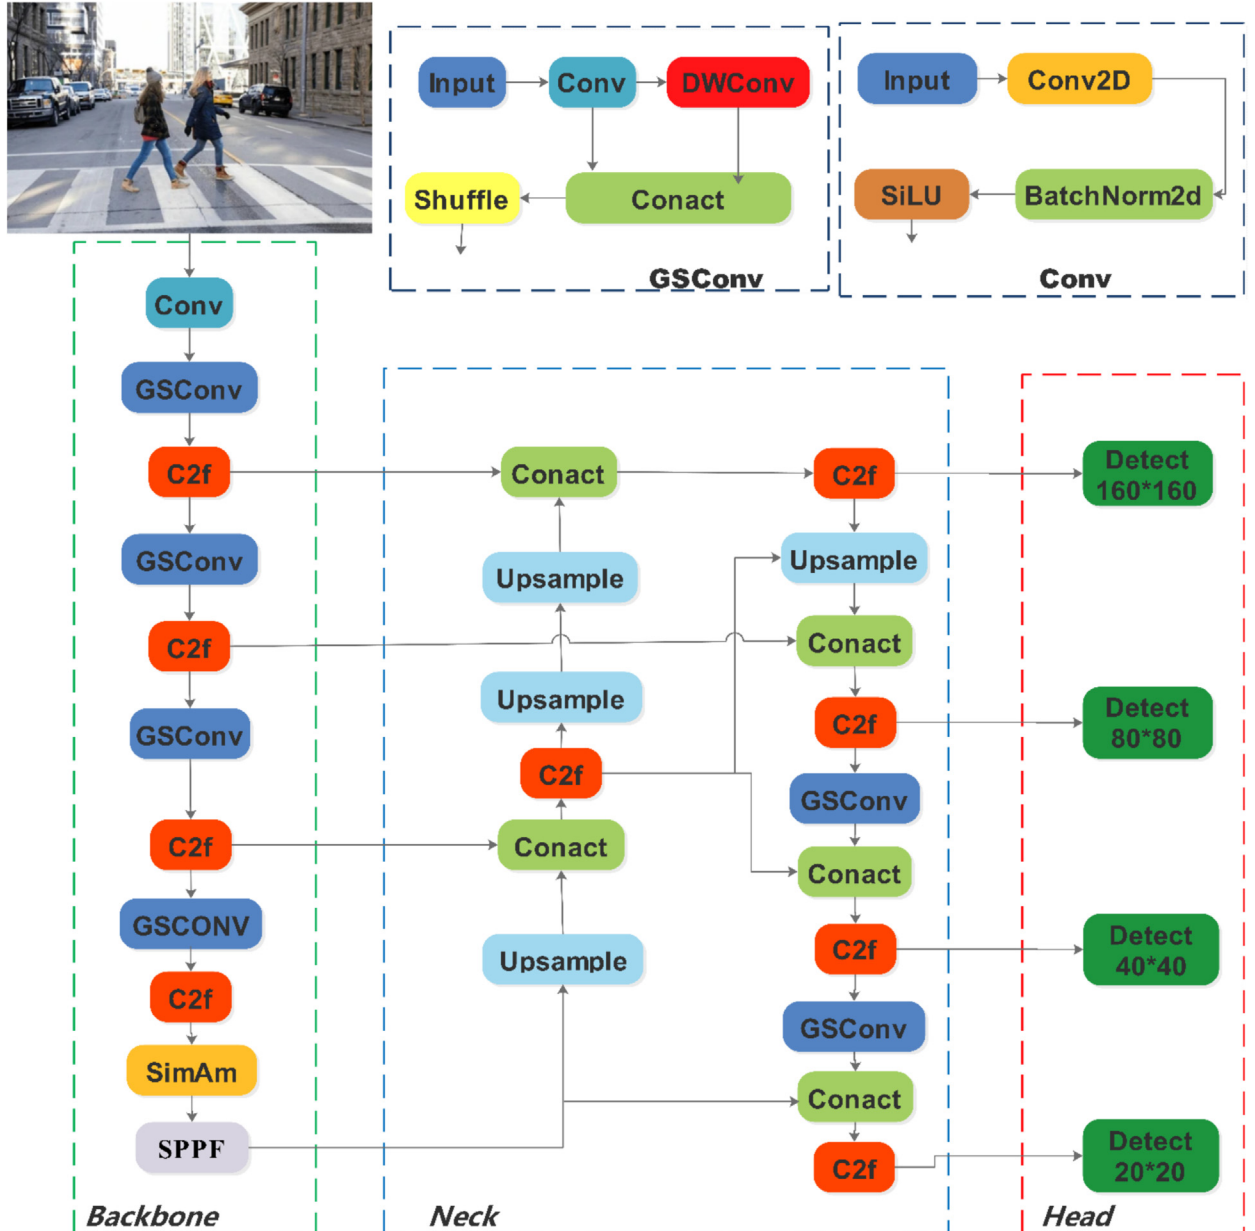 Input
Conv
DWConv
Shuffle
Conact
GSConv
Input
Conv2D
SiLU
BatchNorm2d
Conv
Conv
GSConv
C2f
GSConv
C2f
GSConv
C2f
GSCONV
C2f
SimAm
SPPF
Backbone
Conact
Upsample
Upsample
C2f
Conact
Upsample
C2f
Upsample
Conact
C2f
GSConv
Conact
C2f
GSConv
Conact
C2f
Neck
Detect
160*160
Detect
80*80
Detect
40*40
Detect
20*20
Head